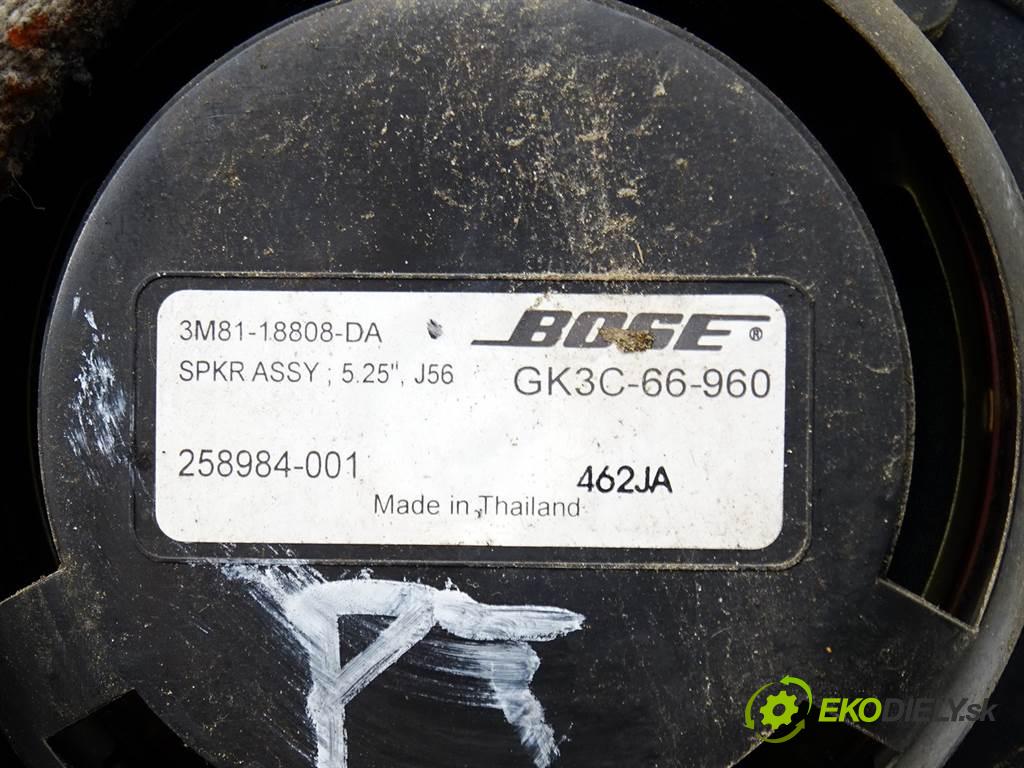 3M81-18808-DA
BOSE®
SPKR ASSY ; 5.25", J56
GK3C-66-960
258984-001
462JA
Made in Thailand
EKODIELY.sk